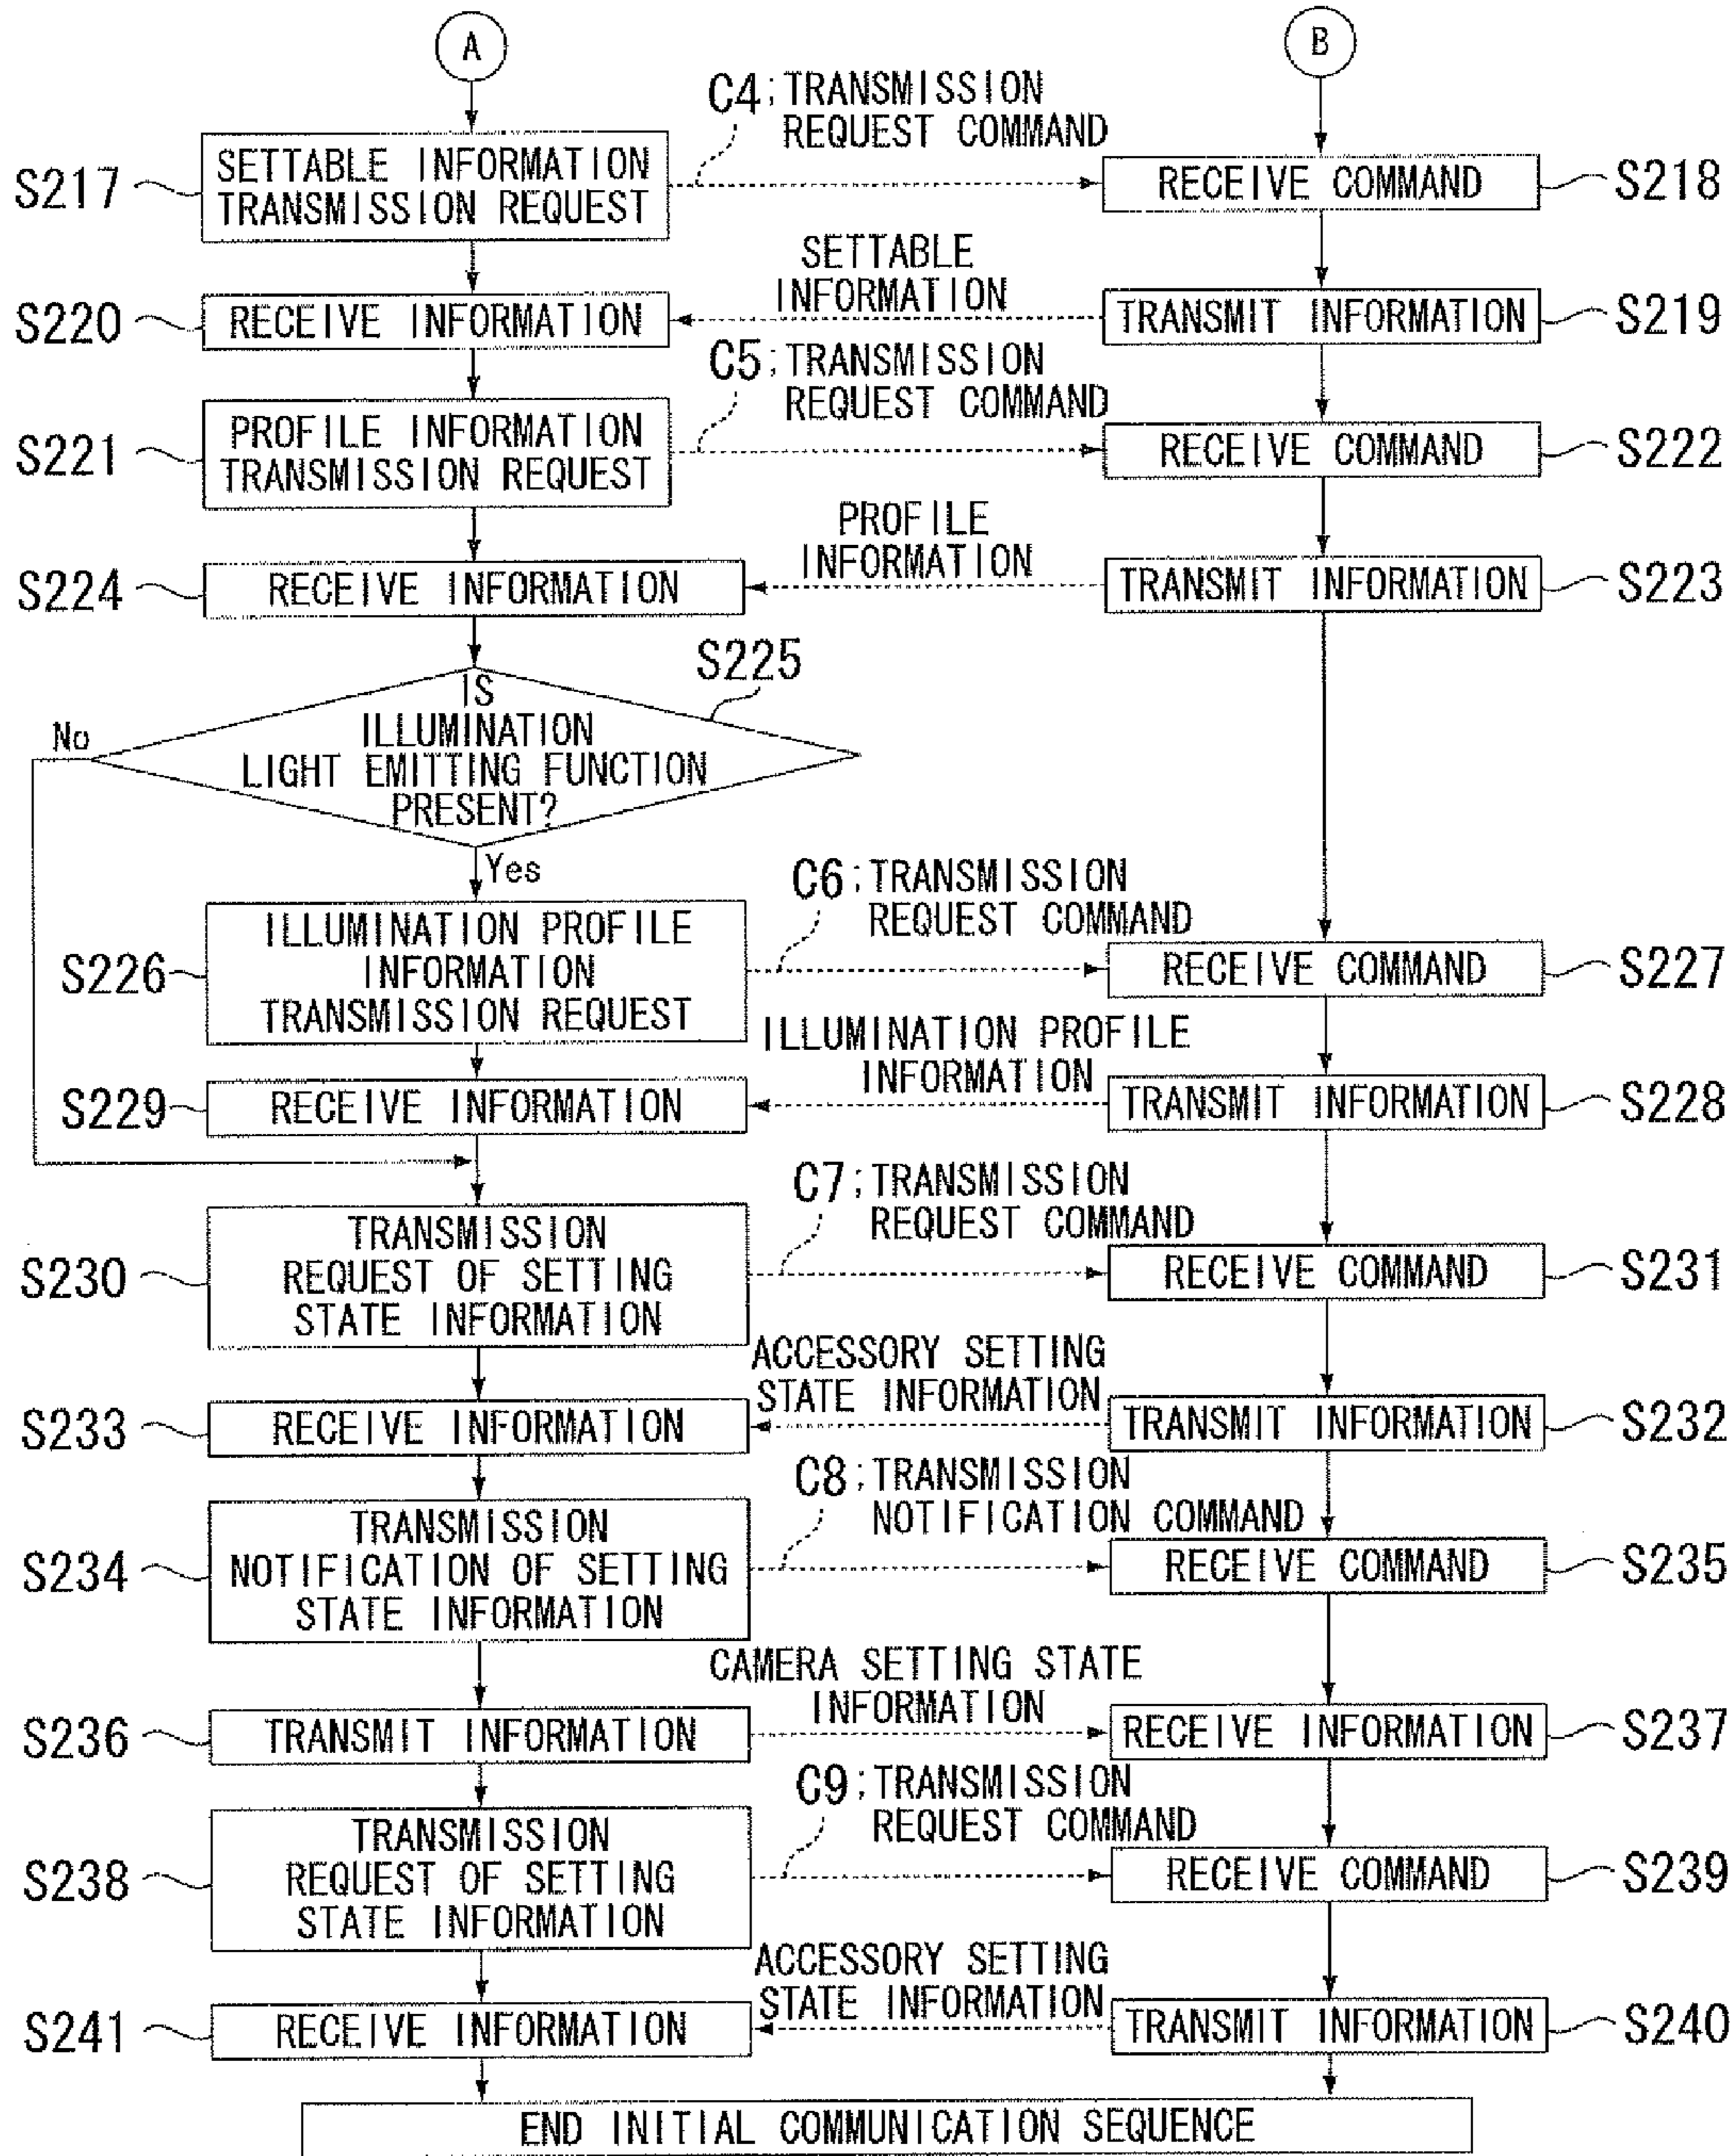 A
B
C4;TRANSMISSION
REQUEST COMMAND
S217
SETTABLE INFORMATION
TRANSMISSION REQUEST
RECEIVE COMMAND
S218
SETTABLE
INFORMATION
S220
RECEIVE INFORMATION
TRANSMIT INFORMATION
S219
C5;TRANSMISSION
REQUEST COMMAND
S221
PROFILE INFORMATION
TRANSMISSION REQUEST
RECEIVE COMMAND
S222
PROFILE
INFORMATION
S224
RECEIVE INFORMATION
TRANSMIT INFORMATION
S223
S225
IS
ILLUMINATION
LIGHT EMITTING FUNCTION
PRESENT?
No
Yes
C6;TRANSMISSION
REQUEST COMMAND
S226
ILLUMINATION PROFILE
INFORMATION
TRANSMISSION REQUEST
RECEIVE COMMAND
S227
ILLUMINATION PROFILE
INFORMATION
S229
RECEIVE INFORMATION
TRANSMIT INFORMATION
S228
C7;TRANSMISSION
REQUEST COMMAND
S230
TRANSMISSION
REQUEST OF SETTING
STATE INFORMATION
RECEIVE COMMAND
S231
ACCESSORY SETTING
STATE INFORMATION
S233
RECEIVE INFORMATION
TRANSMIT INFORMATION
S232
C8;TRANSMISSION
NOTIFICATION COMMAND
S234
TRANSMISSION
NOTIFICATION OF SETTING
STATE INFORMATION
RECEIVE COMMAND
S235
CAMERA SETTING STATE
INFORMATION
S236
TRANSMIT INFORMATION
RECEIVE INFORMATION
S237
C9;TRANSMISSION
REQUEST COMMAND
S238
TRANSMISSION
REQUEST OF SETTING
STATE INFORMATION
RECEIVE COMMAND
S239
ACCESSORY SETTING
STATE INFORMATION
S241
RECEIVE INFORMATION
TRANSMIT INFORMATION
S240
END INITIAL COMMUNICATION SEQUENCE